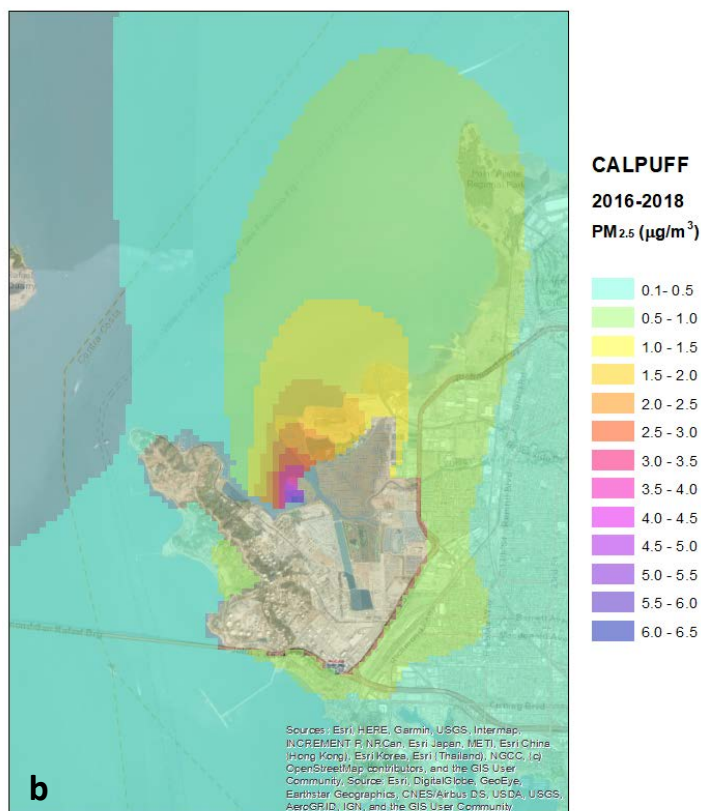 CALPUFF
2016-2018
PM2.5 (µg/m³)
0.1- 0.5
0.5 - 1.0
1.0 - 1.5
1.5 - 2.0
2.0 - 2.5
2.5 - 3.0
3.0 - 3.5
3.5 - 4.0
4.0 - 4.5
4.5 - 5.0
5.0 - 5.5
5.5 - 6.0
6.0 - 6.5
Regional Park
Contra Costa
b
Sources: Esri, HERE, Garmin, USGS, Intermap,
INCREMENT P, NRCan, Esri Japan, METI, Esri China
(Hong Kong), Esri Korea, Esri (Thailand), NGCC, (c)
OpenStreetMap contributors, and the GIS User
Community, Source: Esri, DigitalGlobe, GeoEye,
Earthstar Geographics, CNES/Airbus DS, USDA, USGS,
AeroGRID, IGN, and the GIS User Community